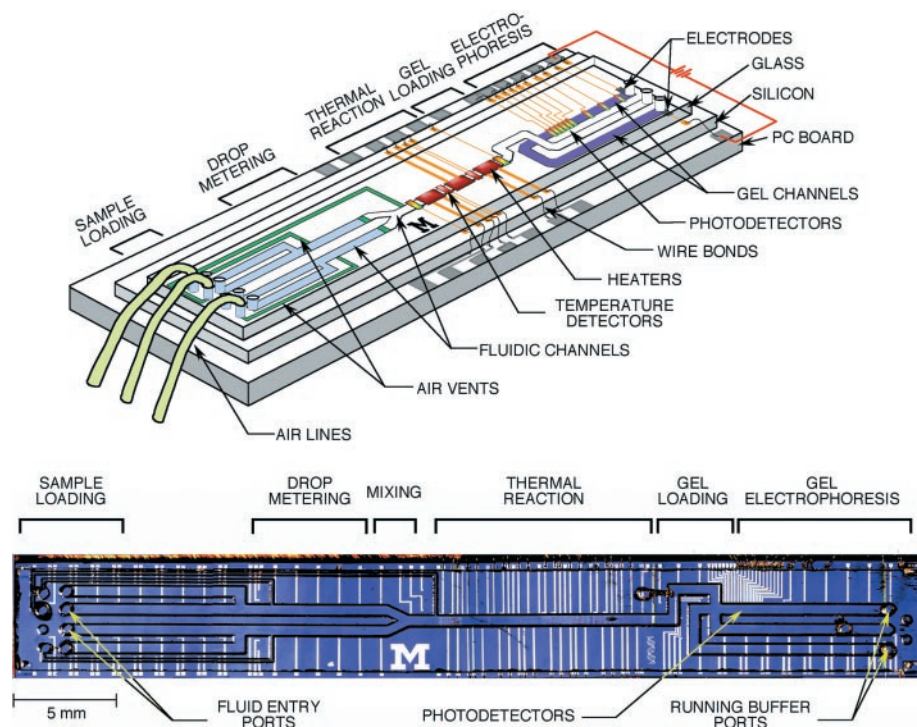 ELECTRO-
PHORESIS
GEL
LOADING
THERMAL
REACTION
DROP
METERING
SAMPLE
LOADING
ELECTRODES
GLASS
SILICON
PC BOARD
GEL CHANNELS
PHOTODETECTORS
WIRE BONDS
HEATERS
TEMPERATURE
DETECTORS
FLUIDIC CHANNELS
AIR VENTS
AIR LINES
M
SAMPLE
LOADING
DROP
METERING
MIXING
THERMAL
REACTION
GEL
LOADING
GEL
ELECTROPHORESIS
M
5 mm
FLUID ENTRY
PORTS
PHOTODETECTORS
RUNNING BUFFER
PORTS